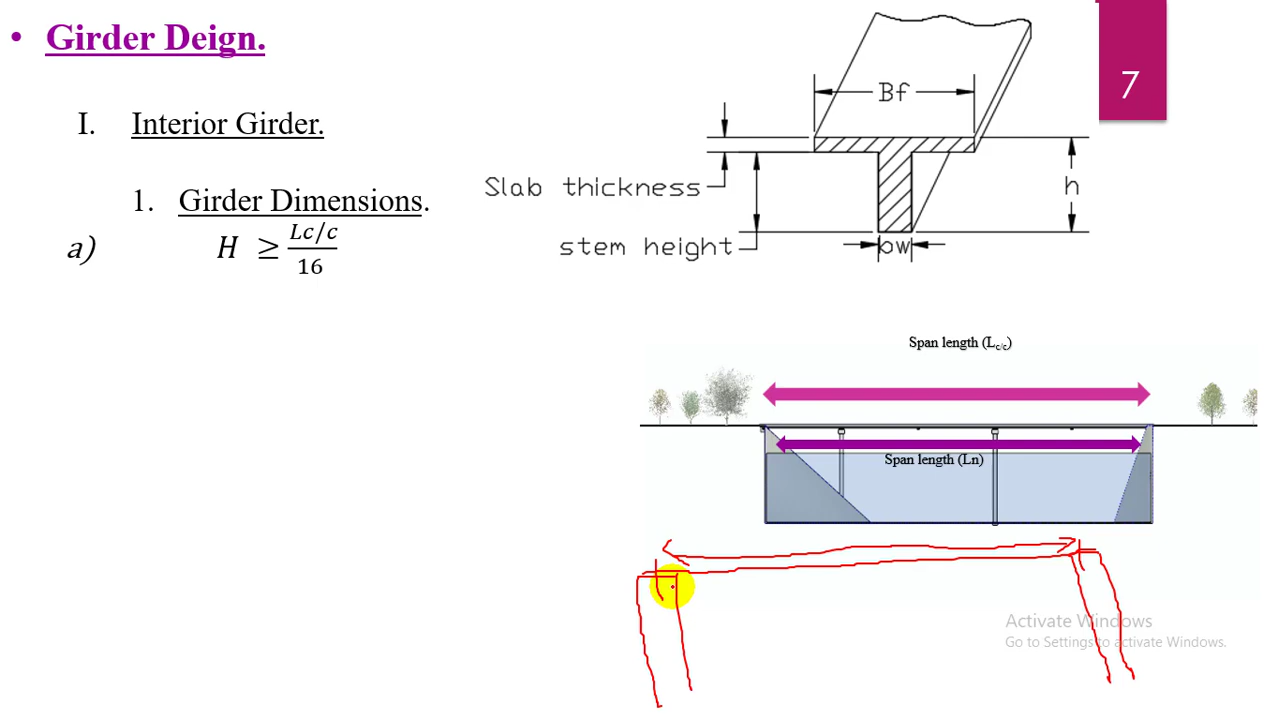 • Girder Deign.
7
I. Interior Girder.
1. Girder Dimensions.
a) H ≥ Lc/c / 16
Bf
Slab thickness
h
stem height
bw
Span length (Lc/c)
Span length (Ln)
Activate Windows
Go to Settings to activate Windows.